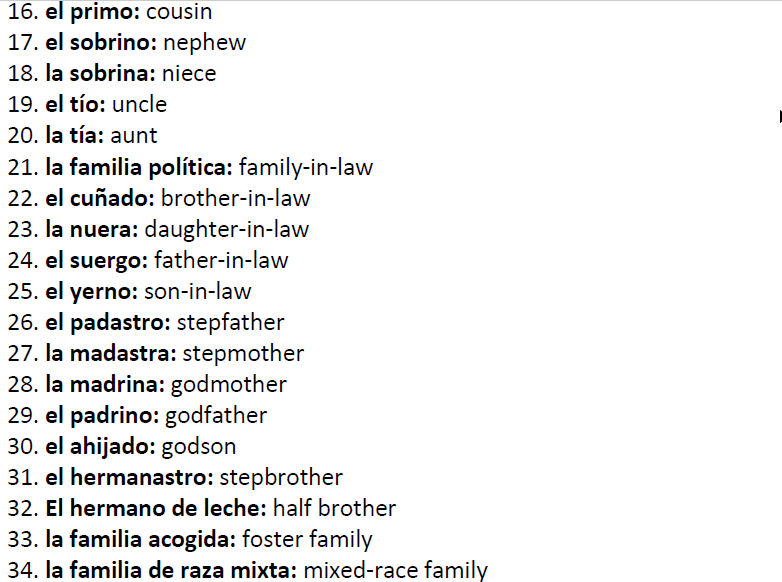 16. el primo: cousin
17. el sobrino: nephew
18. la sobrina: niece
19. el tío: uncle
20. la tía: aunt
21. la familia política: family-in-law
22. el cuñado: brother-in-law
23. la nuera: daughter-in-law
24. el suergo: father-in-law
25. el yerno: son-in-law
26. el padastro: stepfather
27. la madastra: stepmother
28. la madrina: godmother
29. el padrino: godfather
30. el ahijado: godson
31. el hermanastro: stepbrother
32. El hermano de leche: half brother
33. la familia acogida: foster family
34. la familia de raza mixta: mixed-race family